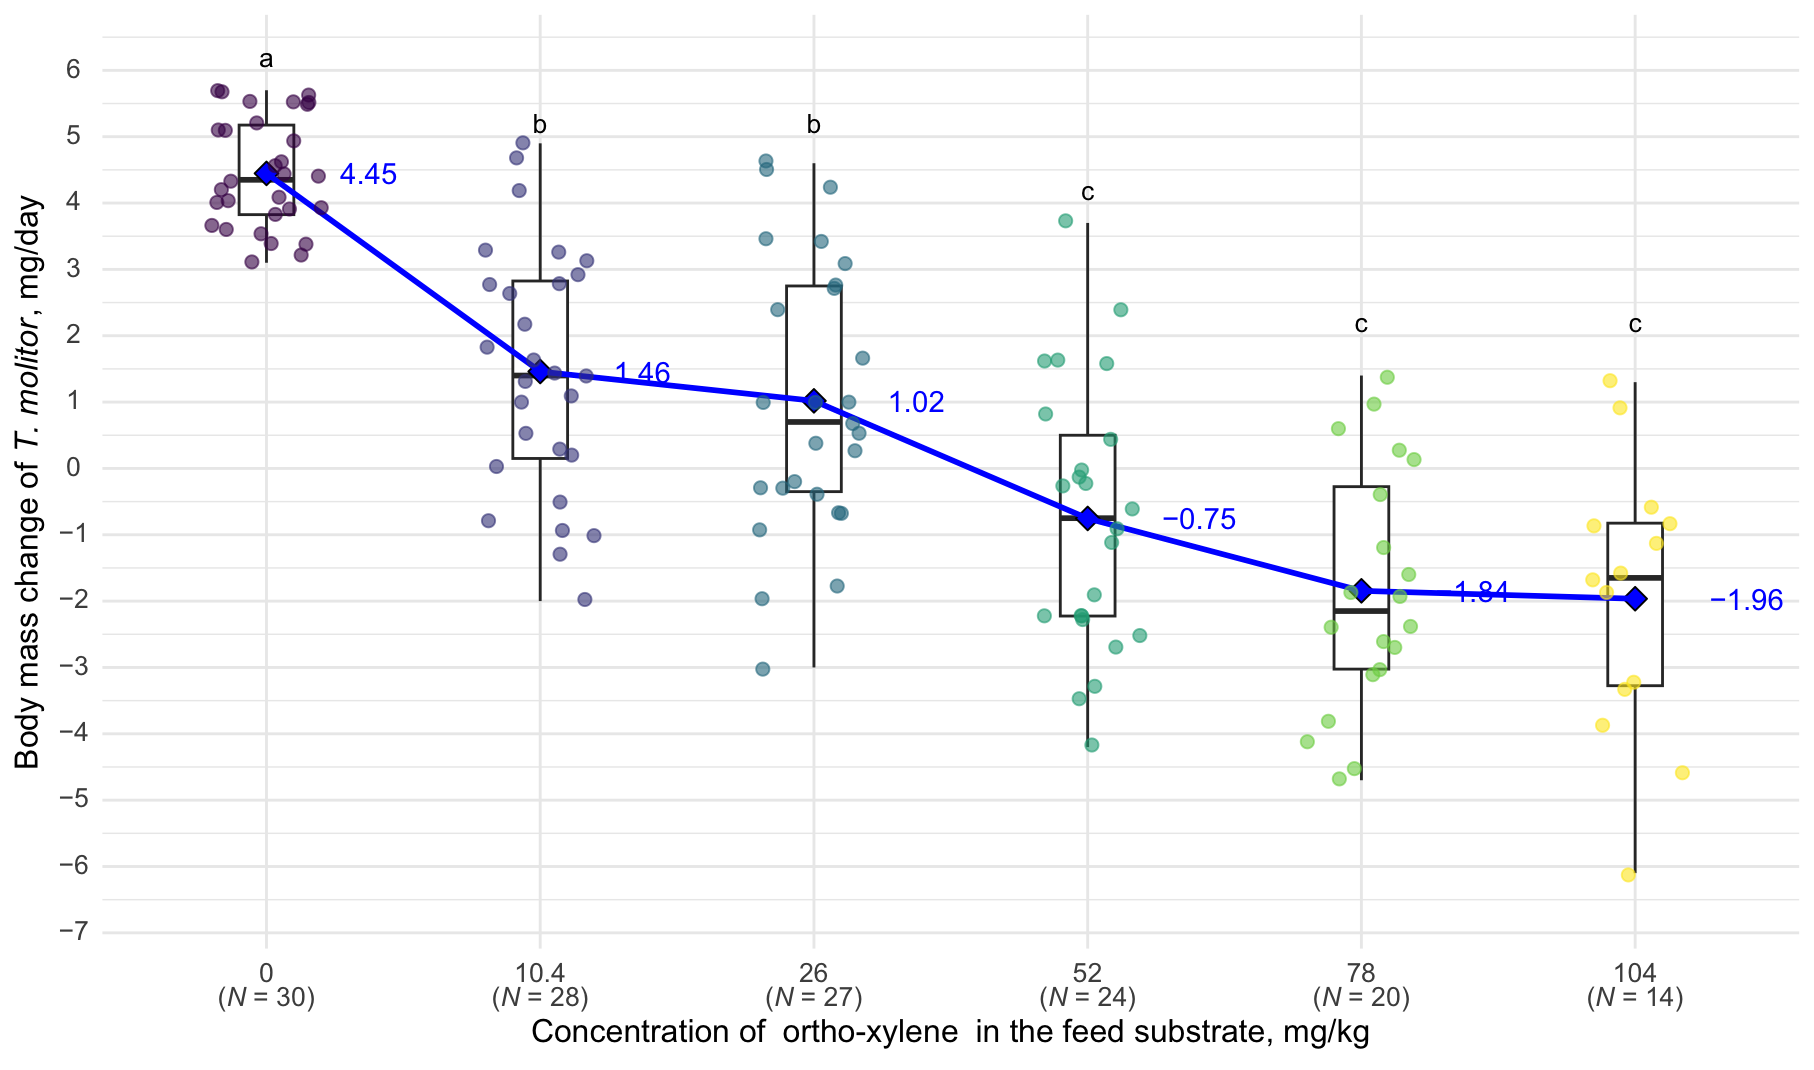 6
5
4
3
2
1
0
−1
−2
−3
−4
−5
−6
−7
Body mass change of T. molitor, mg/day
a
b
b
c
c
c
4.45
1.46
1.02
−0.75
−1.84
−1.96
0
(N = 30)
10.4
(N = 28)
26
(N = 27)
52
(N = 24)
78
(N = 20)
104
(N = 14)
Concentration of ortho-xylene in the feed substrate, mg/kg